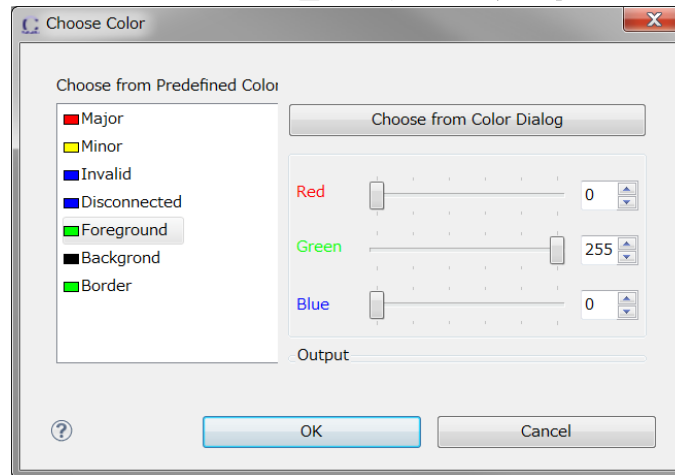 Choose Color
Choose from Predefined Color
Major
Minor
Invalid
Disconnected
Foreground
Backgrond
Border
Choose from Color Dialog
Red
0
Green
255
Blue
0
Output
OK
Cancel